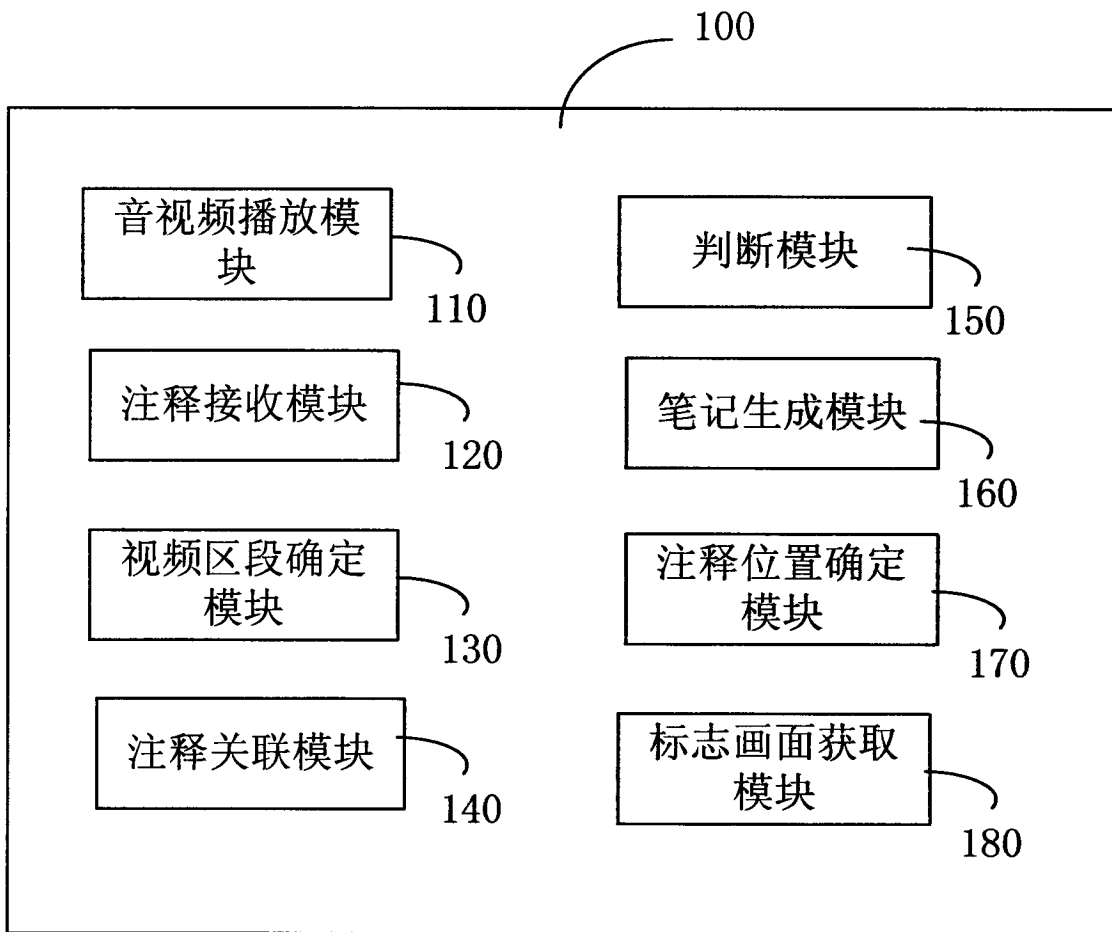 100
音视频播放模
块
110
注释接收模块
120
视频区段确定
模块
130
注释关联模块
140
判断模块
150
笔记生成模块
160
注释位置确定
模块
170
标志画面获取
模块
180